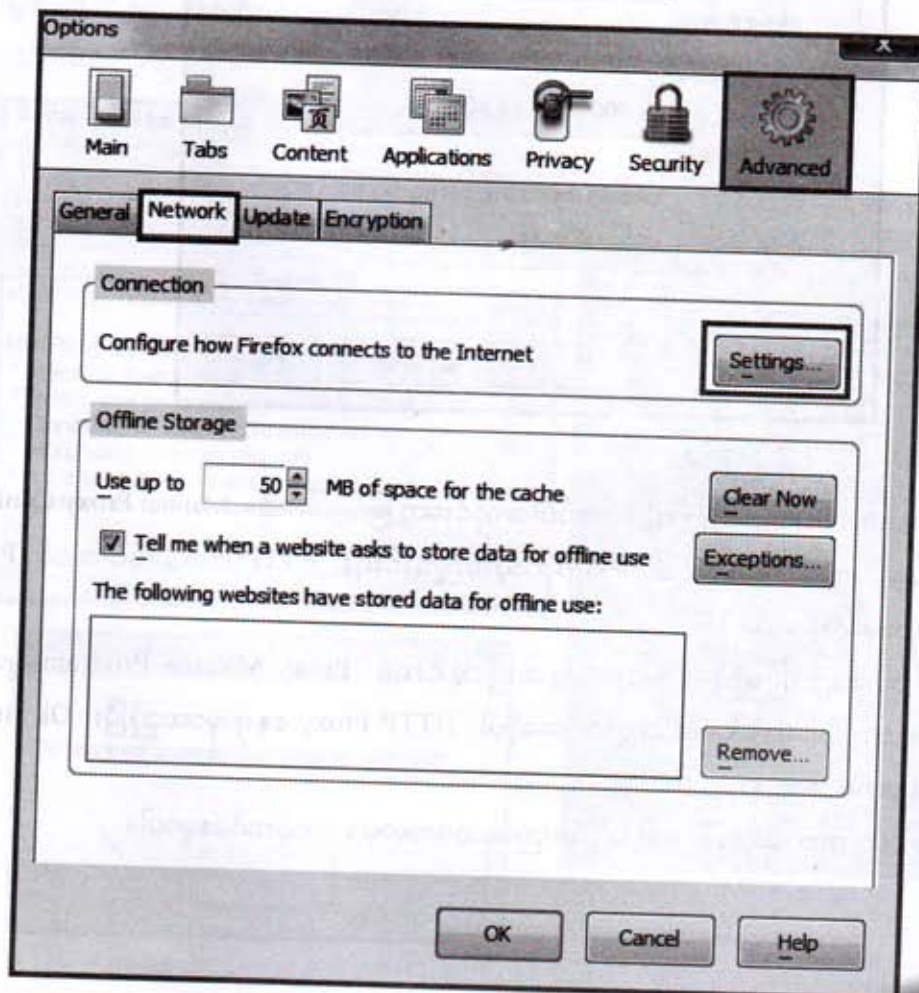 Options
X
Main Tabs Content Applications Privacy Security Advanced
General Network Update Encryption
Connection
Configure how Firefox connects to the Internet
Settings...
Offline Storage
Use up to 50 MB of space for the cache
Clear Now
Tell me when a website asks to store data for offline use
Exceptions...
The following websites have stored data for offline use:
Remove...
OK Cancel Help